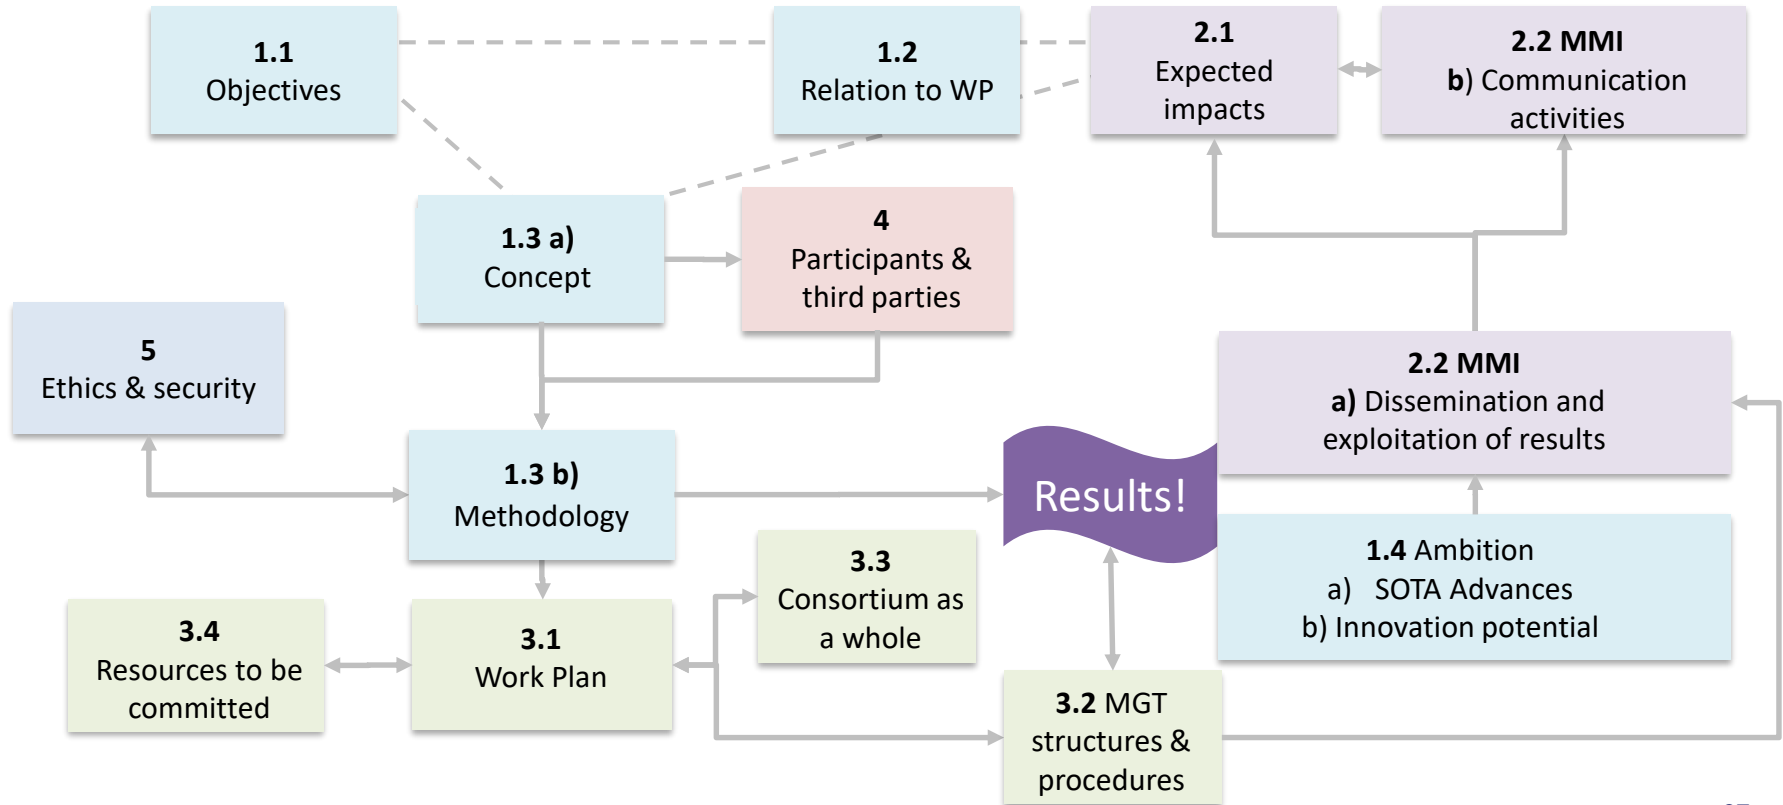 1.1
Objectives
1.2
Relation to WP
2.1
Expected
impacts
2.2 MMI
b) Communication
activities
1.3 a)
Concept
4
Participants &
third parties
5
Ethics & security
2.2 MMI
a) Dissemination and
exploitation of results
1.3 b)
Methodology
Results!
1.4 Ambition
a) SOTA Advances
b) Innovation potential
3.3
Consortium as
a whole
3.4
Resources to be
committed
3.1
Work Plan
3.2 MGT
structures &
procedures